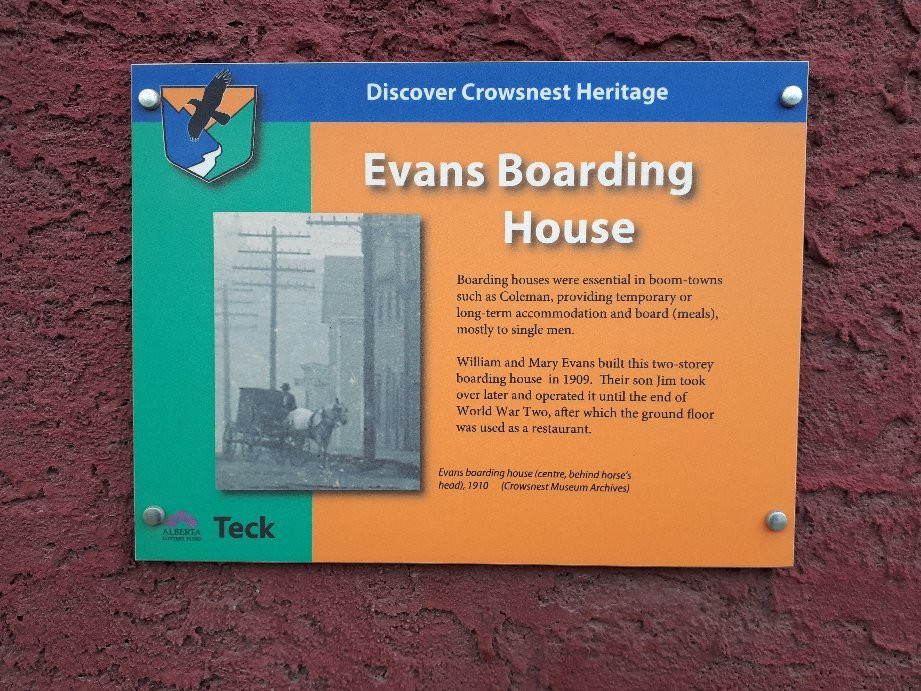 Discover Crowsnest Heritage
Evans Boarding
House
Boarding houses were essential in boom-towns
such as Coleman, providing temporary or
long-term accommodation and board (meals),
mostly to single men.
William and Mary Evans built this two-storey
boarding house in 1909. Their son Jim took
over later and operated it until the end of
World War Two, after which the ground floor
was used as a restaurant.
Evans boarding house (centre, behind horse's
head), 1910 (Crowsnest Museum Archives)
ALBERTA
LOTTERY FUND
Teck